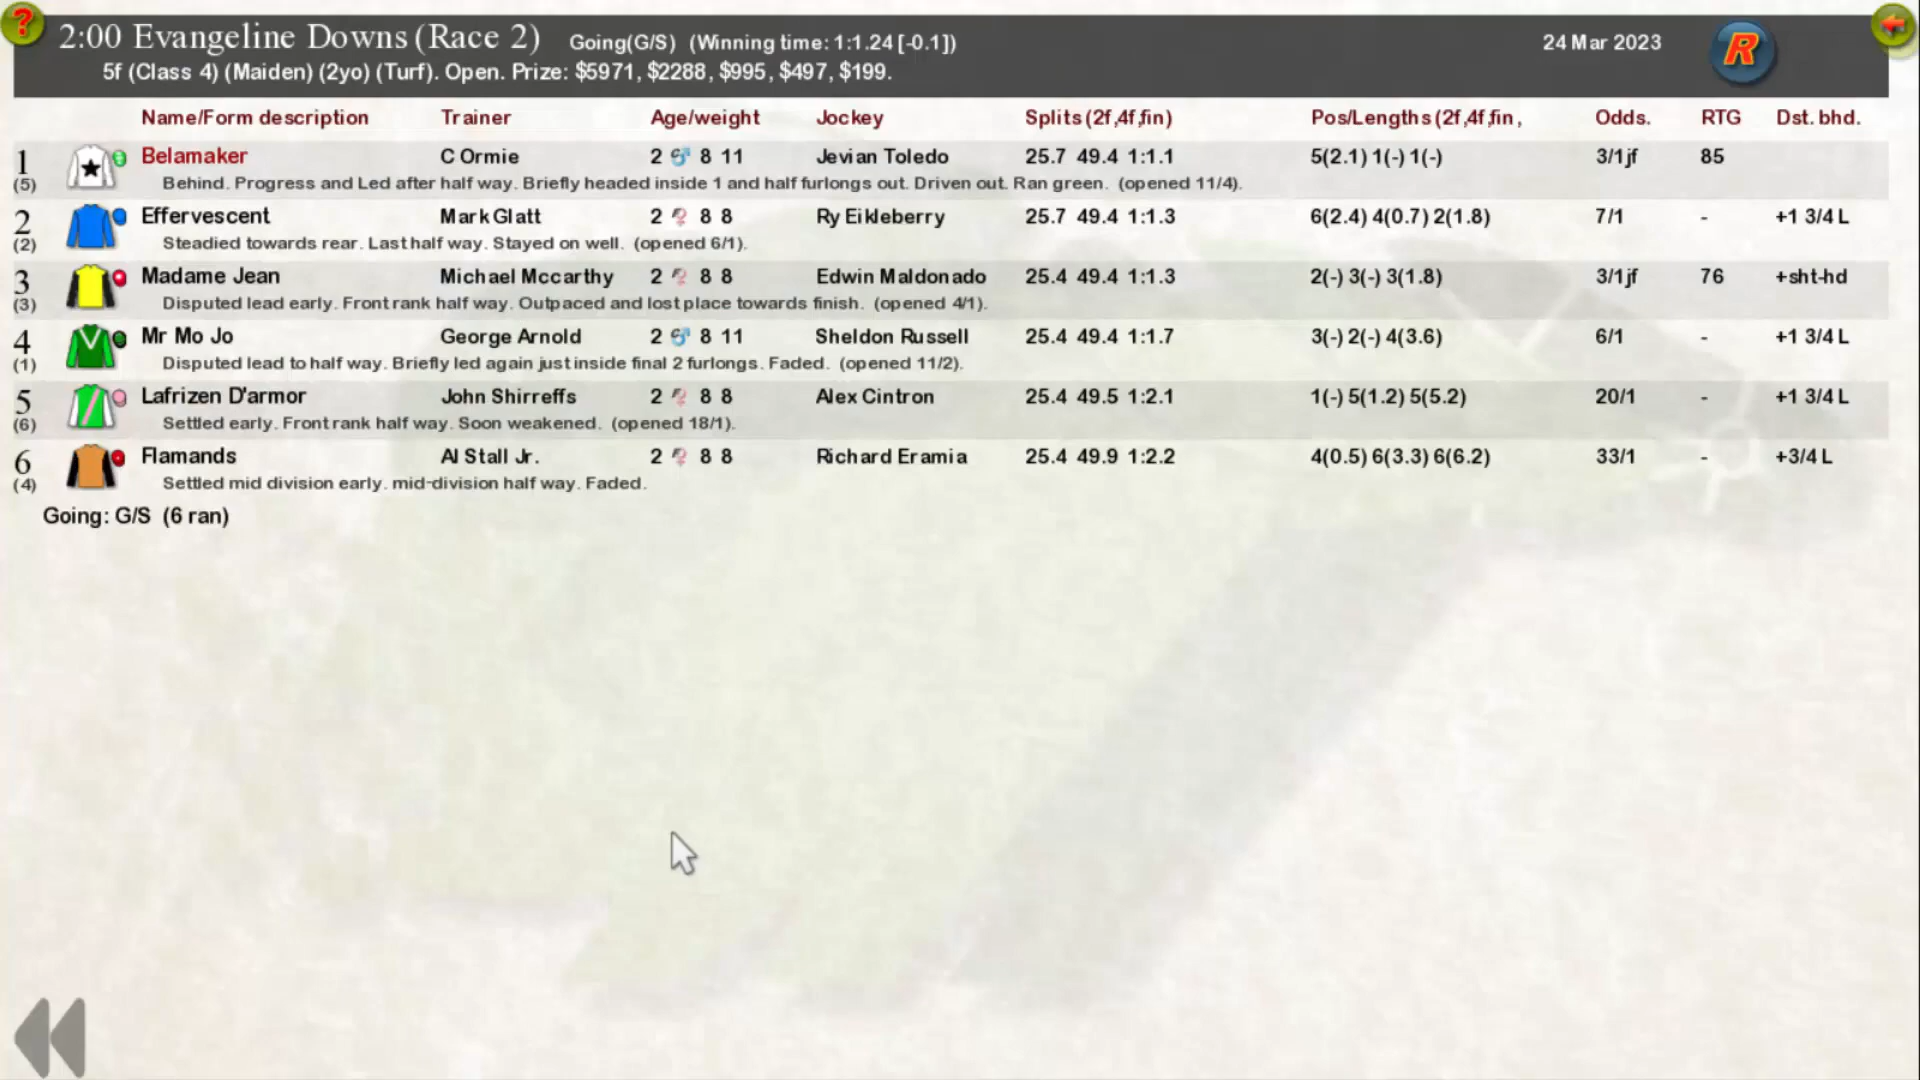 ?
2:00 Evangeline Downs (Race 2) Going(G/S) (Winning time: 1:1.24 [-0.1]) 24 Mar 2023 R
5f (Class 4) (Maiden) (2yo) (Turf). Open. Prize: $5971, $2288, $995, $497, $199.
Name/Form description Trainer Age/weight Jockey Splits (2f,4f,fin) Pos/Lengths (2f,4f,fin, Odds. RTG Dst. bhd.
1 Belamaker C Ormie 2 8 11 Jevian Toledo 25.7 49.4 1:1.1 5(2.1) 1(-) 1(-) 3/1jf 85
(5) Behind. Progress and Led after half way. Briefly headed inside 1 and half furlongs out. Driven out. Ran green. (opened 11/4).
2 Effervescent Mark Glatt 2 8 8 Ry Eikleberry 25.7 49.4 1:1.3 6(2.4) 4(0.7) 2(1.8) 7/1 - +1 3/4 L
(2) Steadied towards rear. Last half way. Stayed on well. (opened 6/1).
3 Madame Jean Michael Mccarthy 2 8 8 Edwin Maldonado 25.4 49.4 1:1.3 2(-) 3(-) 3(1.8) 3/1jf 76 +sht-hd
(3) Disputed lead early. Front rank half way. Outpaced and lost place towards finish. (opened 4/1).
4 Mr Mo Jo George Arnold 2 8 11 Sheldon Russell 25.4 49.4 1:1.7 3(-) 2(-) 4(3.6) 6/1 - +1 3/4 L
(1) Disputed lead to half way. Briefly led again just inside final 2 furlongs. Faded. (opened 11/2).
5 Lafrizen D'armor John Shirreffs 2 8 8 Alex Cintron 25.4 49.5 1:2.1 1(-) 5(1.2) 5(5.2) 20/1 - +1 3/4 L
(6) Settled early. Front rank half way. Soon weakened. (opened 18/1).
6 Flamands Al Stall Jr. 2 8 8 Richard Eramia 25.4 49.9 1:2.2 4(0.5) 6(3.3) 6(6.2) 33/1 - +3/4 L
(4) Settled mid division early. mid-division half way. Faded.
Going: G/S (6 ran)